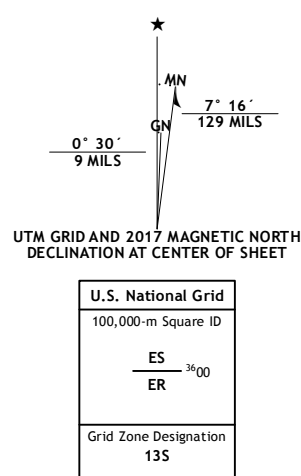 MN
7° 16´
129 MILS
GN
0° 30´
9 MILS
UTM GRID AND 2017 MAGNETIC NORTH
DECLINATION AT CENTER OF SHEET
U.S. National Grid
100,000-m Square ID
ES
3600
ER
Grid Zone Designation
13S